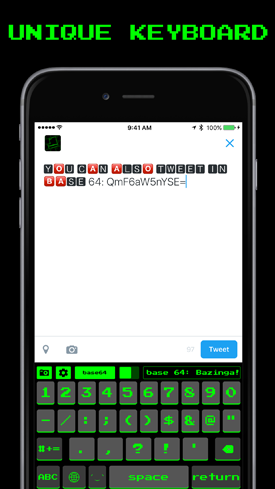 UNIQUE KEYBOARD
9:41 AM 100%
YOU CAN ALSO TWEET IN
BASE 64: QmF6aW5nYSE=
97 Tweet
base64 base 64: Bazinga!
1 2 3 4 5 6 7 8 9 0
- / : ; ( ) $ & @ "
#+= . , ? ! '
ABC space return